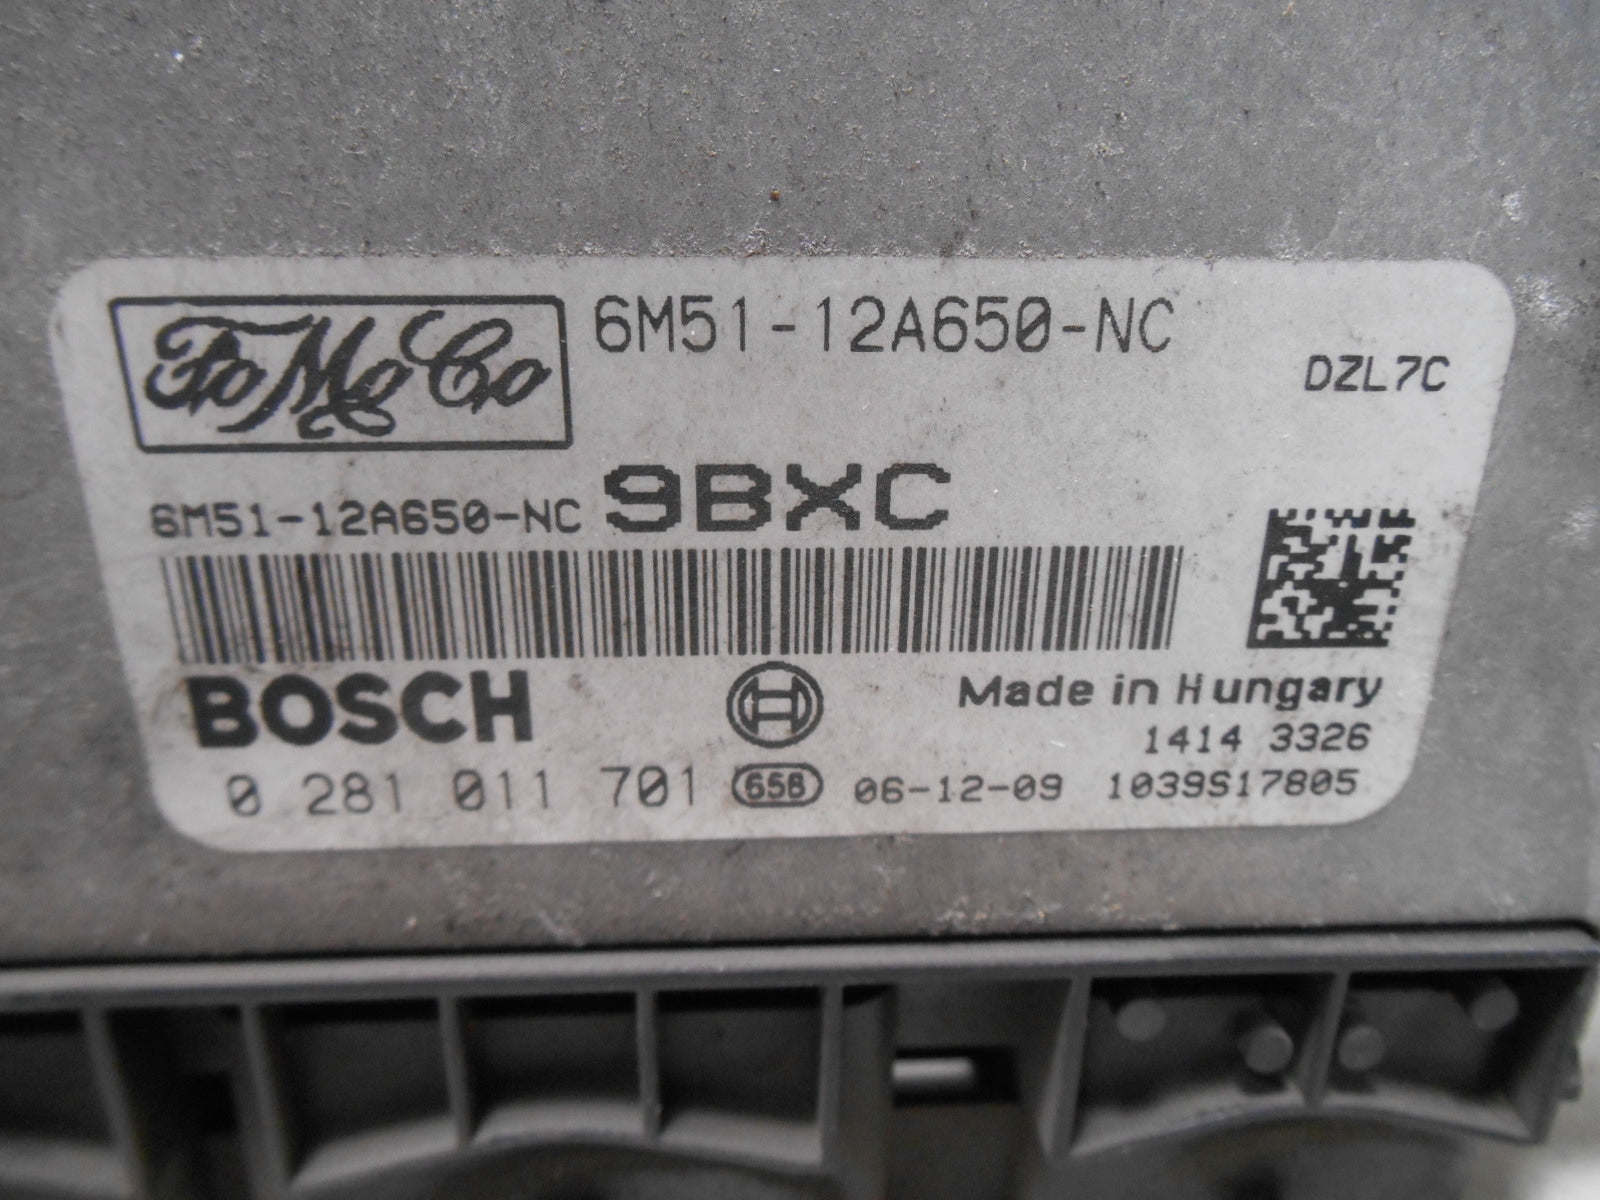 FoMoCo
6M51-12A650-NC
DZL7C
6M51-12A650-NC 9BXC
BOSCH
Made in Hungary
1414 3326
0 281 011 701 658 06-12-09 1039S17805